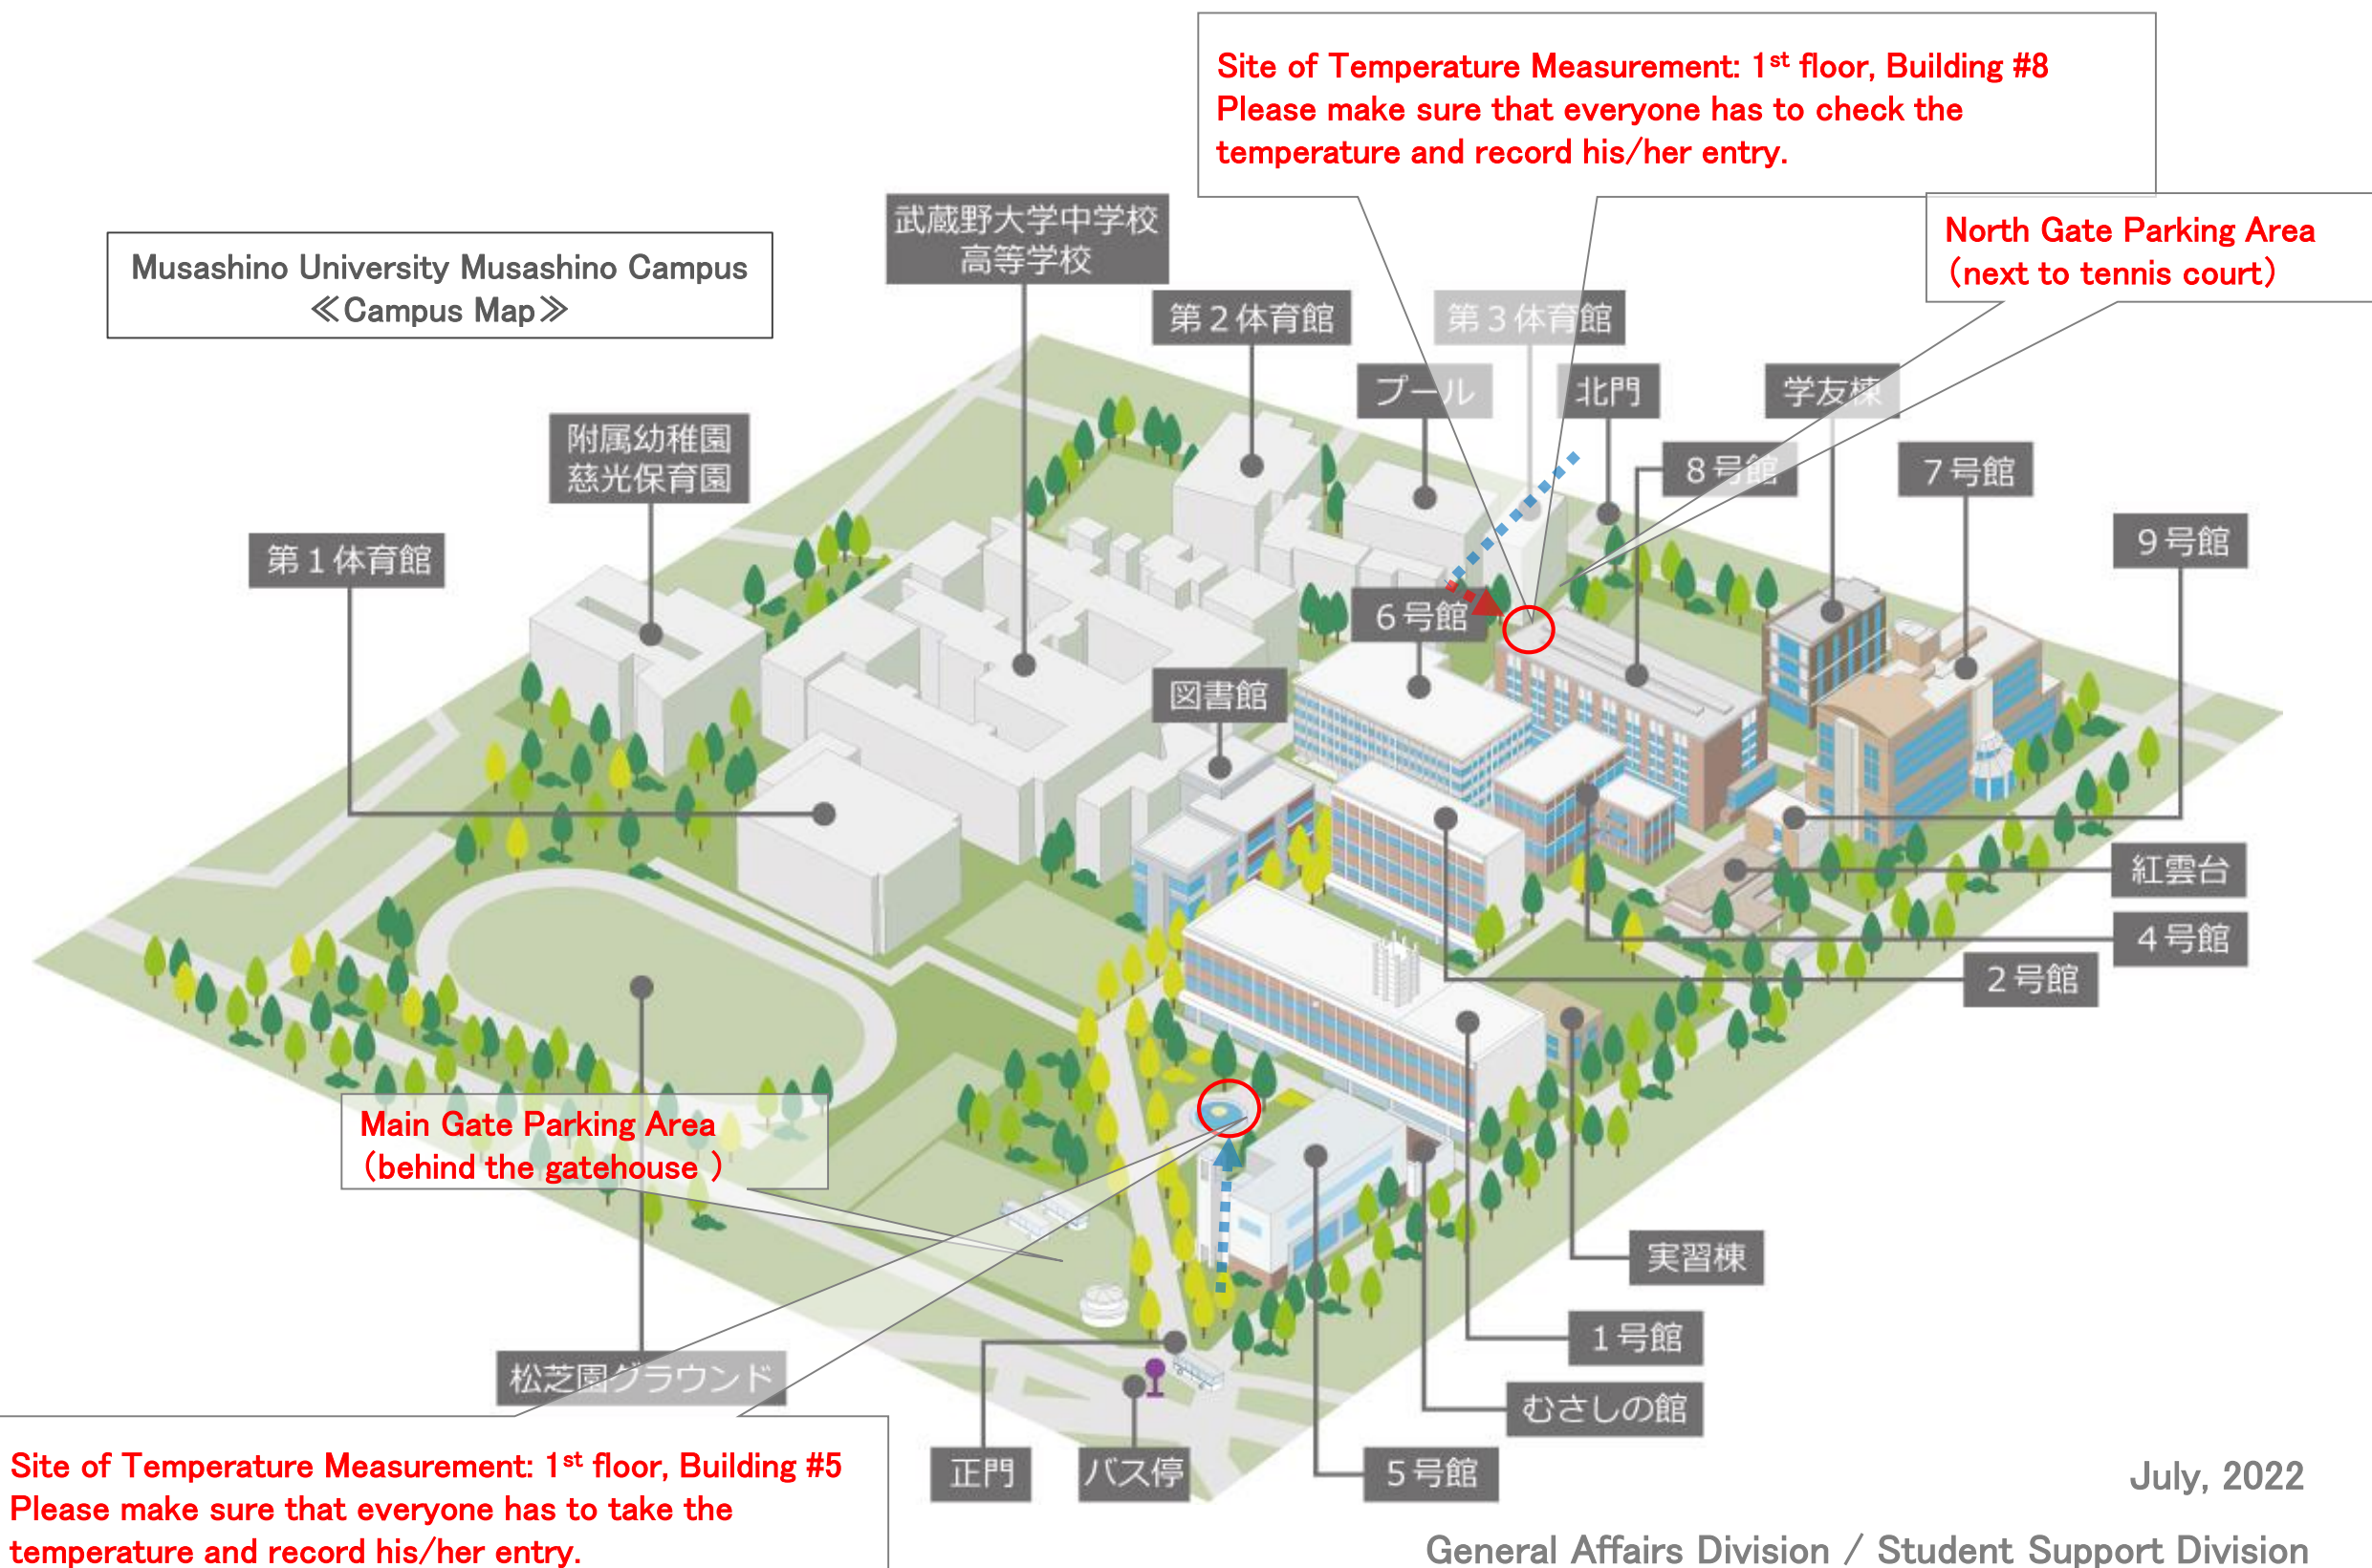 Site of Temperature Measurement: 1st floor, Building #8
Please make sure that everyone has to check the
temperature and record his/her entry.
North Gate Parking Area
（next to tennis court）
Musashino University Musashino Campus
≪Campus Map≫
武蔵野大学中学校
高等学校
第２体育館
第３体育館
プール
北門
学友棟
附属幼稚園
慈光保育園
8号館
7号館
第１体育館
9号館
6号館
図書館
紅雲台
4号館
2号館
Main Gate Parking Area
（behind the gatehouse ）
実習棟
1号館
松芝園グラウンド
むさしの館
正門
バス停
5号館
Site of Temperature Measurement: 1st floor, Building #5
Please make sure that everyone has to take the
temperature and record his/her entry.
July, 2022
General Affairs Division / Student Support Division